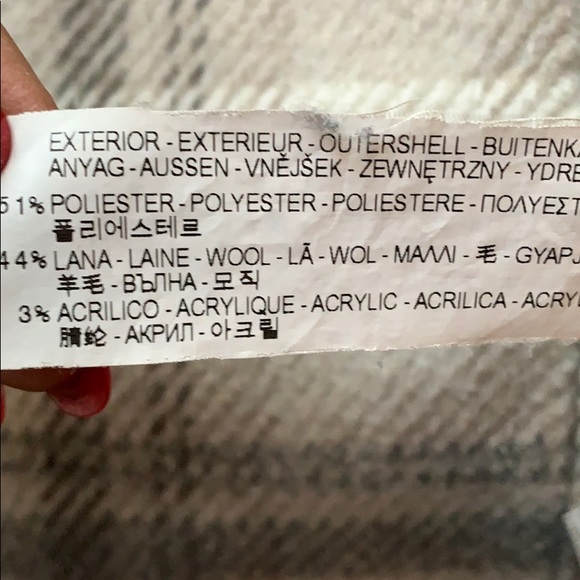 EXTERIOR - EXTERIEUR - OUTERSHELL - BUITENKA
ANYAG - AUSSEN - VNĚJŠEK - ZEWNĘTRZNY - YDRE
51% POLIESTER - POLYESTER - POLIESTERE - ΠΟΛΥΕΣΤ
폴리에스테르
44% LANA - LAINE - WOOL - LÃ - WOL - ΜΑΛΛΙ - 毛 - GYAPJ
羊毛 - ВЪЛНА - 모직
3% ACRILICO - ACRYLIQUE - ACRYLIC - ACRILICA - ACRY
腈纶 - АКРИЛ - 아크릴